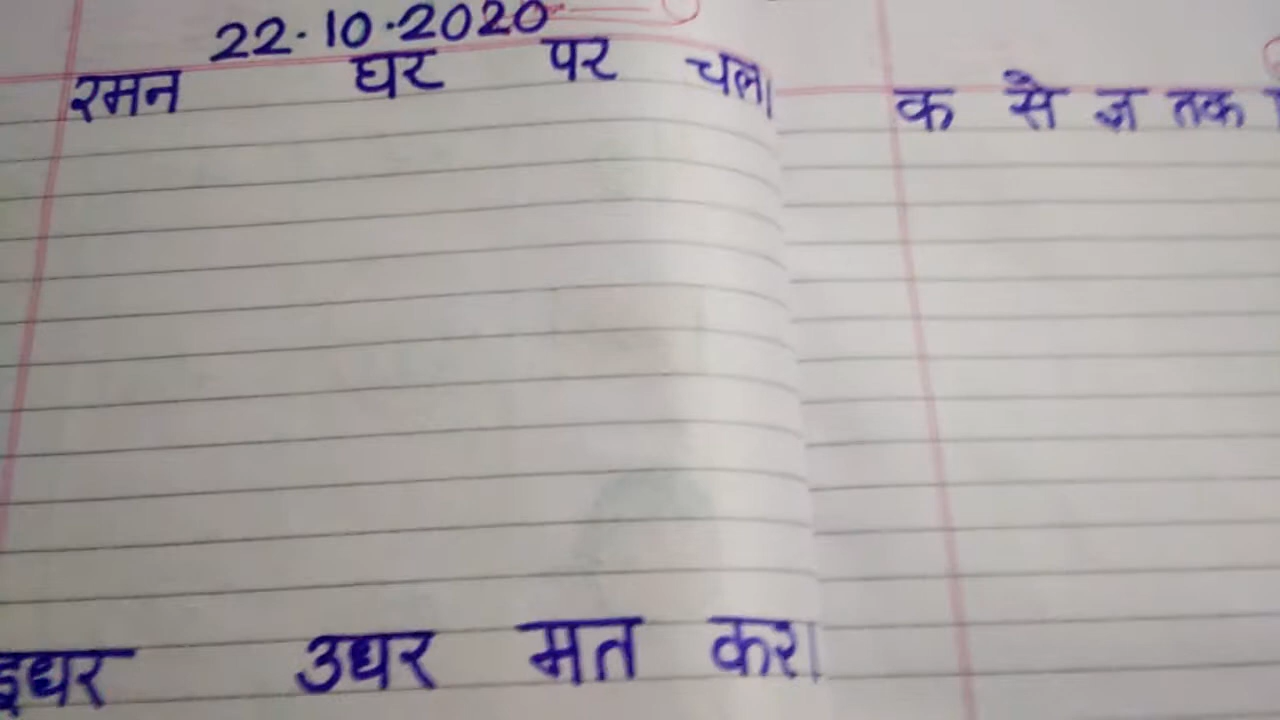 22.10.2020
रमन घर पर चल।
इधर उधर मत कर।
क से ज्ञ तक